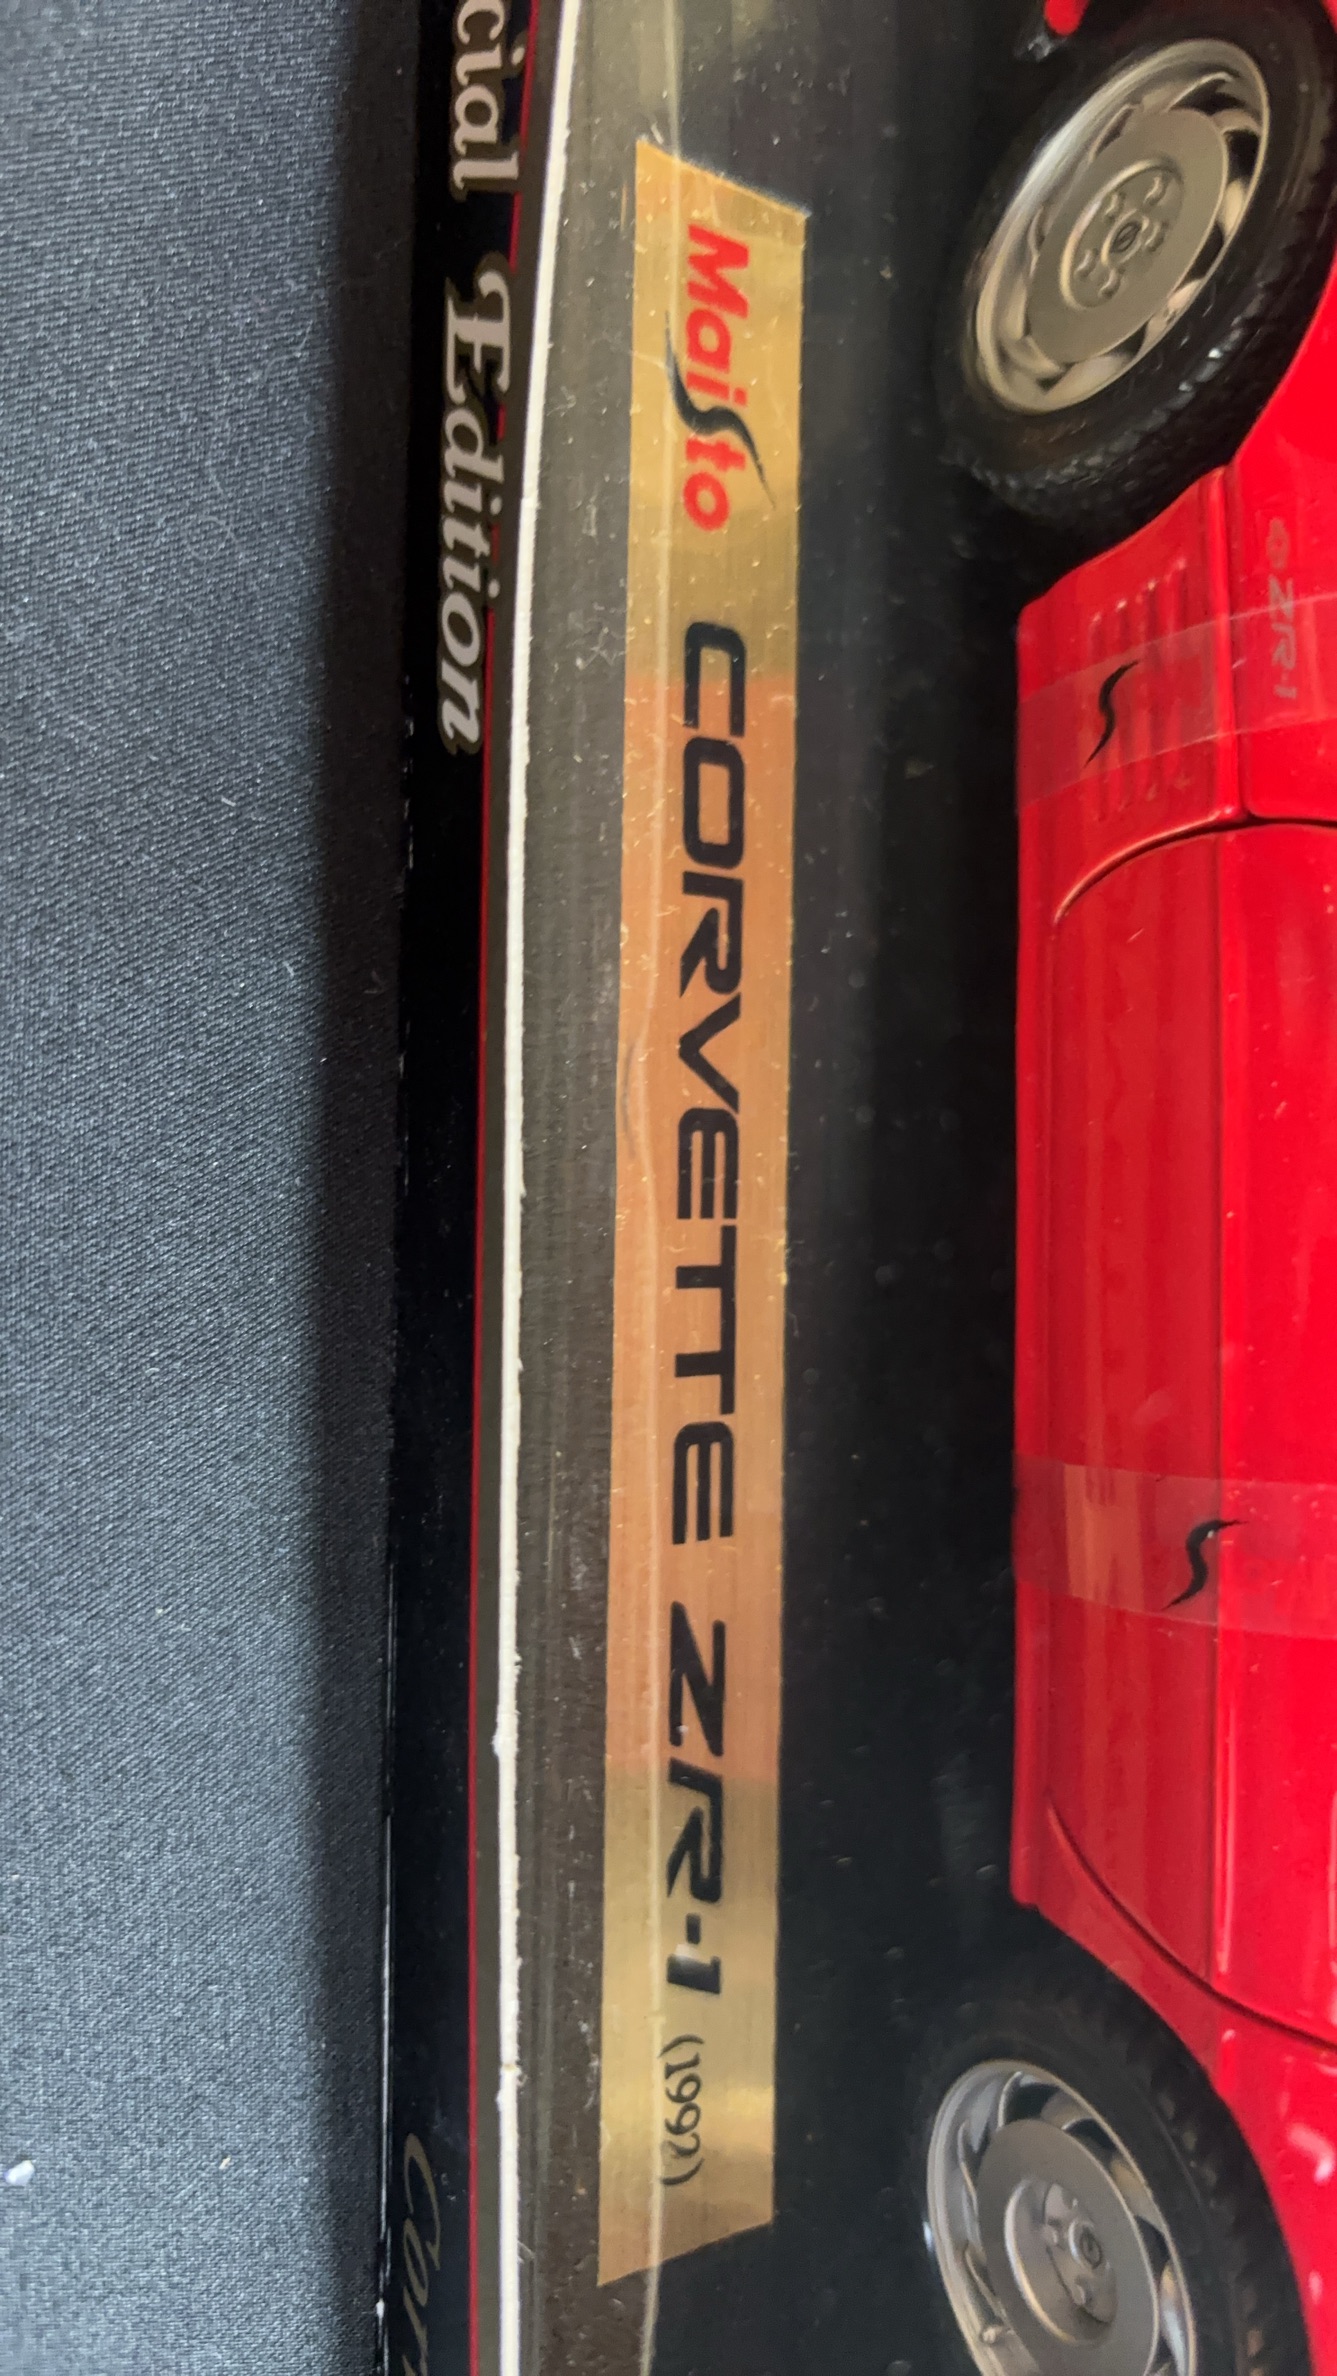 cial Edition
Maisto CORVETTE ZR-1 (1992)
ZR-1